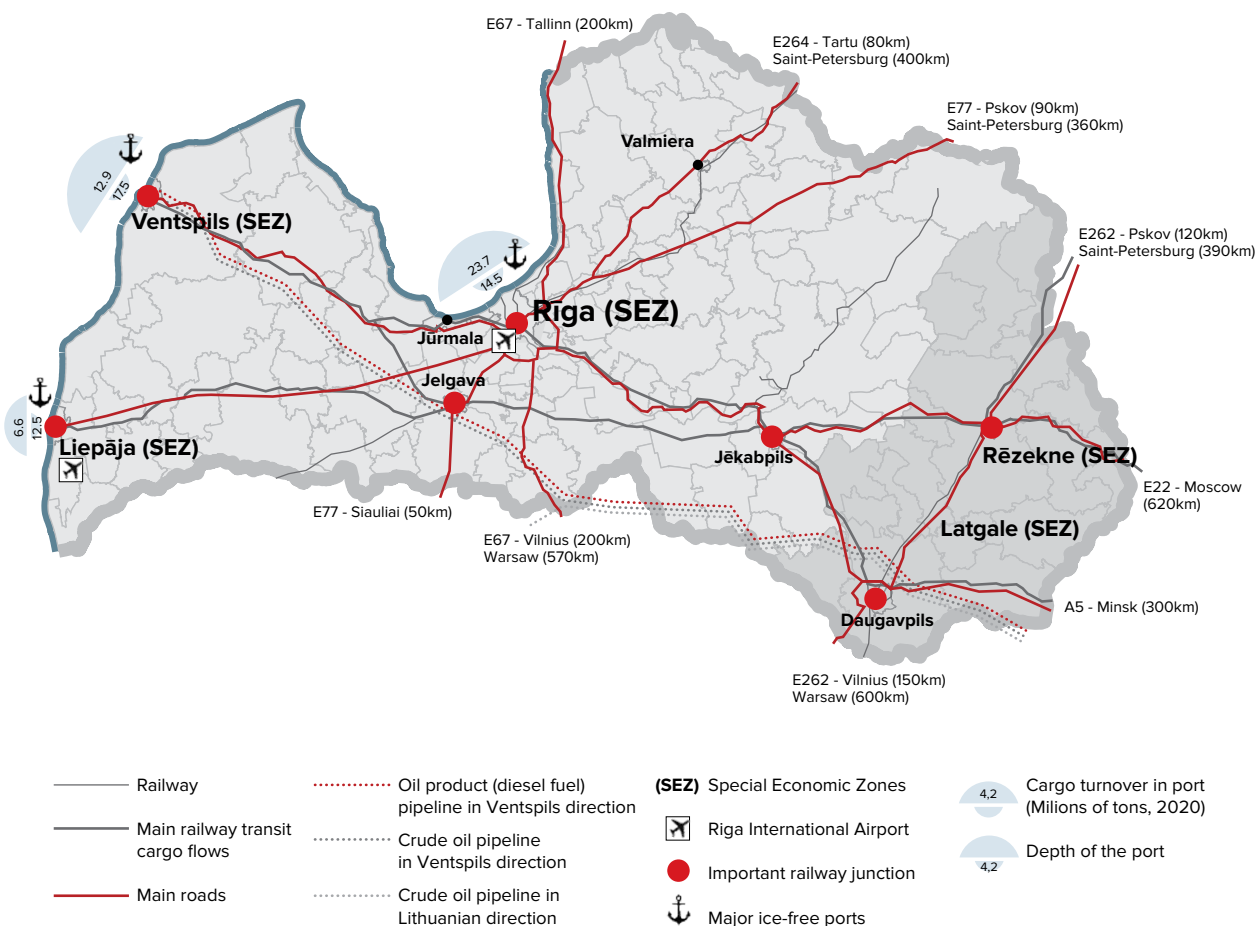 E67 - Tallinn (200km)
E264 - Tartu (80km)
Saint-Petersburg (400km)
E77 - Pskov (90km)
Saint-Petersburg (360km)
Valmiera
12.9
17.5
Ventspils (SEZ)
E262 - Pskov (120km)
Saint-Petersburg (390km)
23.7
14.5
Rīga (SEZ)
Jūrmala
Jelgava
6.6
12.5
Liepāja (SEZ)
Jēkabpils
Rēzekne (SEZ)
E22 - Moscow
(620km)
E77 - Siauliai (50km)
Latgale (SEZ)
E67 - Vilnius (200km)
Warsaw (570km)
A5 - Minsk (300km)
Daugavpils
E262 - Vilnius (150km)
Warsaw (600km)
Railway
Main railway transit
cargo flows
Main roads
Oil product (diesel fuel)
pipeline in Ventspils direction
Crude oil pipeline
in Ventspils direction
Crude oil pipeline in
Lithuanian direction
(SEZ) Special Economic Zones
Riga International Airport
Important railway junction
Major ice-free ports
4,2
Cargo turnover in port
(Milions of tons, 2020)
4,2
Depth of the port